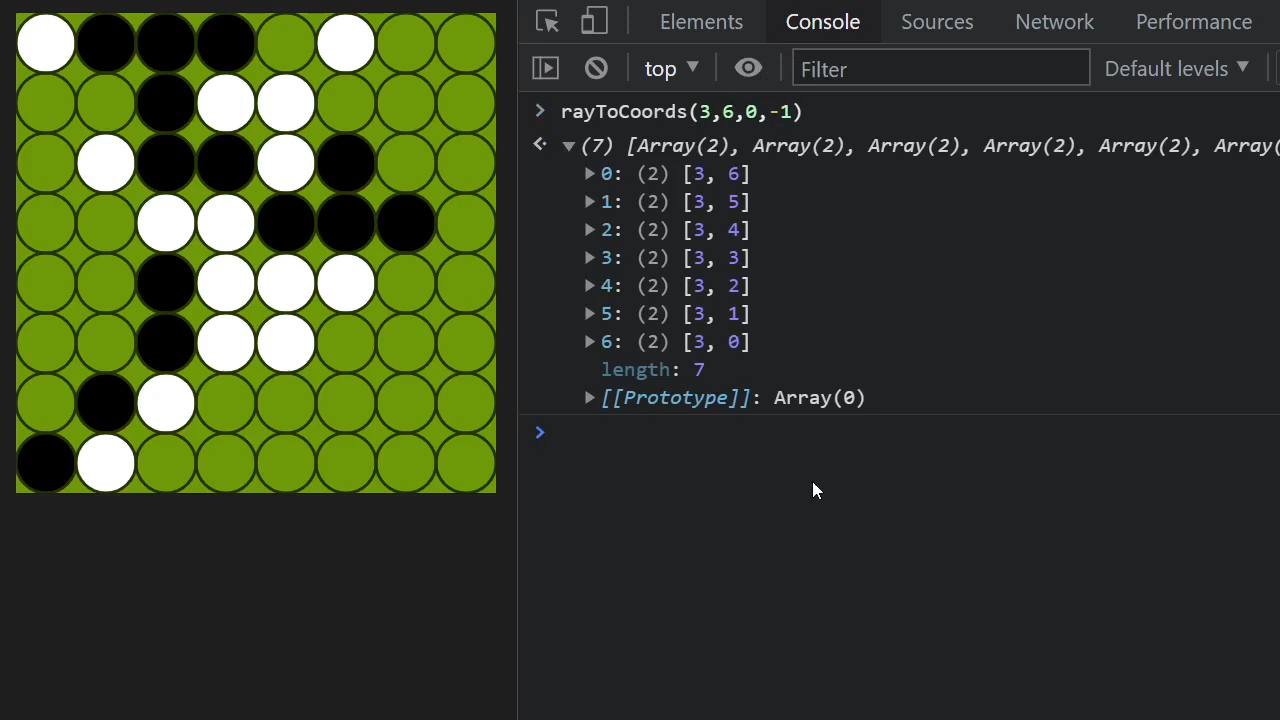 Elements Console Sources Network Performance
top ▼ Filter Default levels ▼
> rayToCoords(3,6,0,-1)
(7) [Array(2), Array(2), Array(2), Array(2), Array(2), Array(
0: (2) [3, 6]
1: (2) [3, 5]
2: (2) [3, 4]
3: (2) [3, 3]
4: (2) [3, 2]
5: (2) [3, 1]
6: (2) [3, 0]
length: 7
[[Prototype]]: Array(0)
>